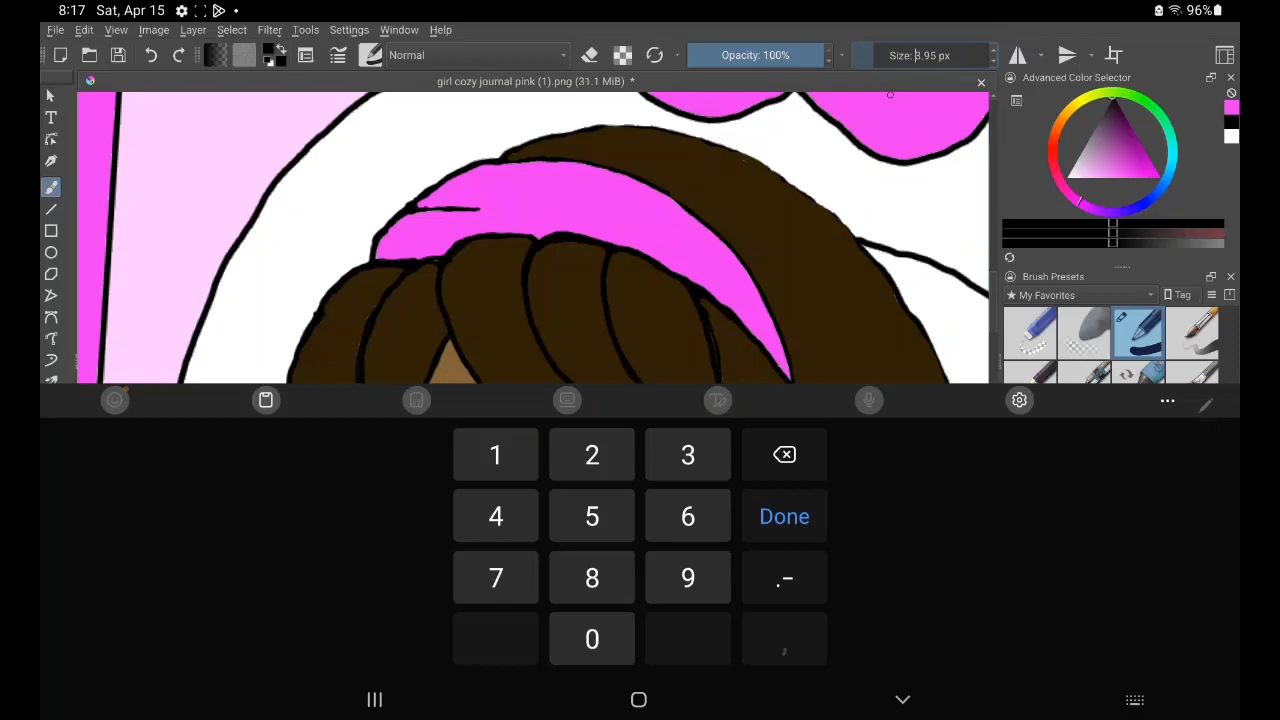 8:17 Sat, Apr 15 96%
File Edit View Image Layer Select Filter Tools Settings Window Help
Normal Opacity: 100% Size: 3.95 px
girl cozy journal pink (1).png (31.1 MiB) * Advanced Color Selector
Brush Presets
My Favorites Tag
1 2 3
4 5 6 Done
7 8 9 .-
0 ,